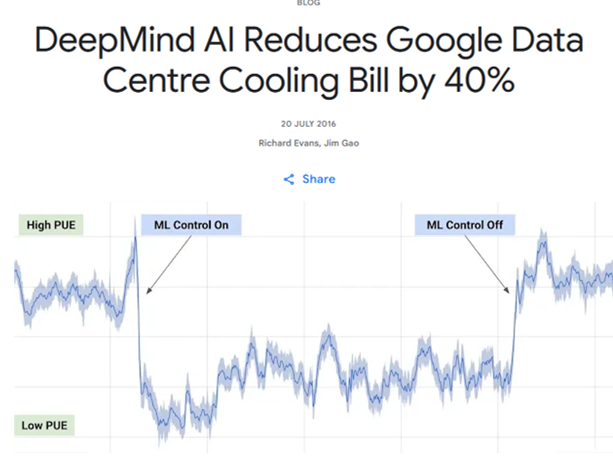 BLOG
DeepMind AI Reduces Google Data
Centre Cooling Bill by 40%
20 JULY 2016
Richard Evans, Jim Gao
Share
High PUE
ML Control On
ML Control Off
Low PUE